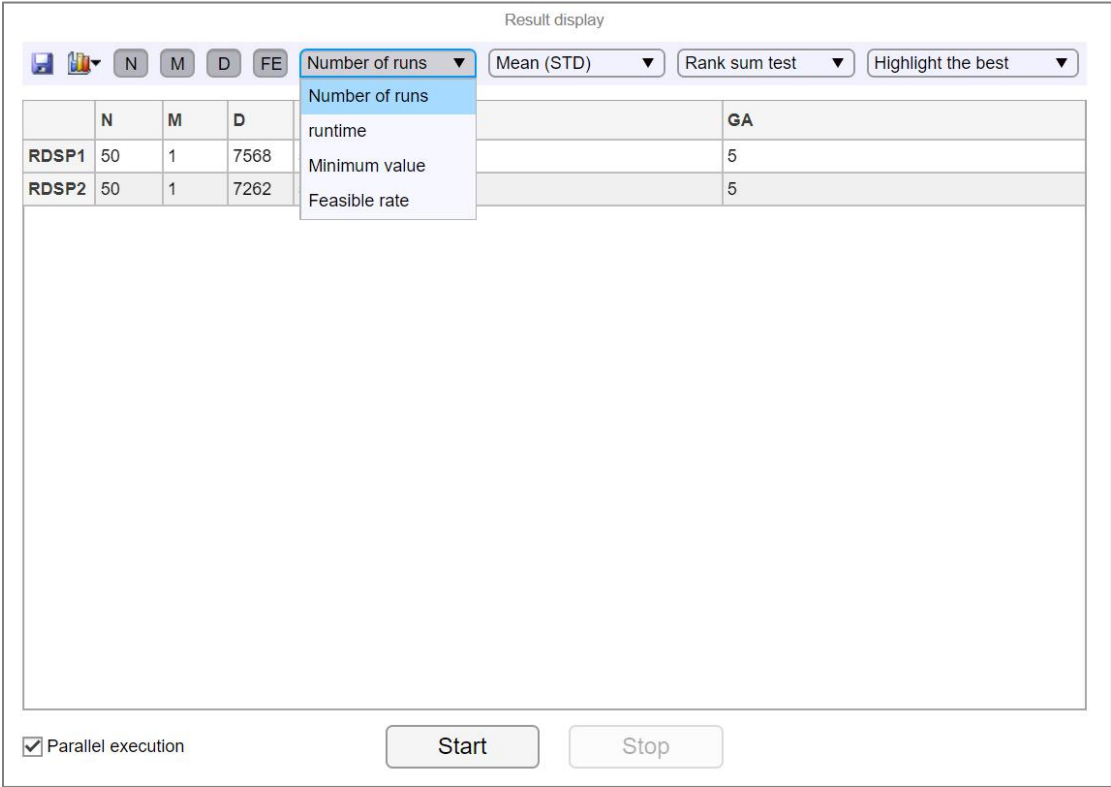 Result display
N M D FE Number of runs Mean (STD) Rank sum test Highlight the best
Number of runs
runtime
Minimum value
Feasible rate
N M D GA
RDSP1 50 1 7568 5
RDSP2 50 1 7262 5
Parallel execution Start Stop